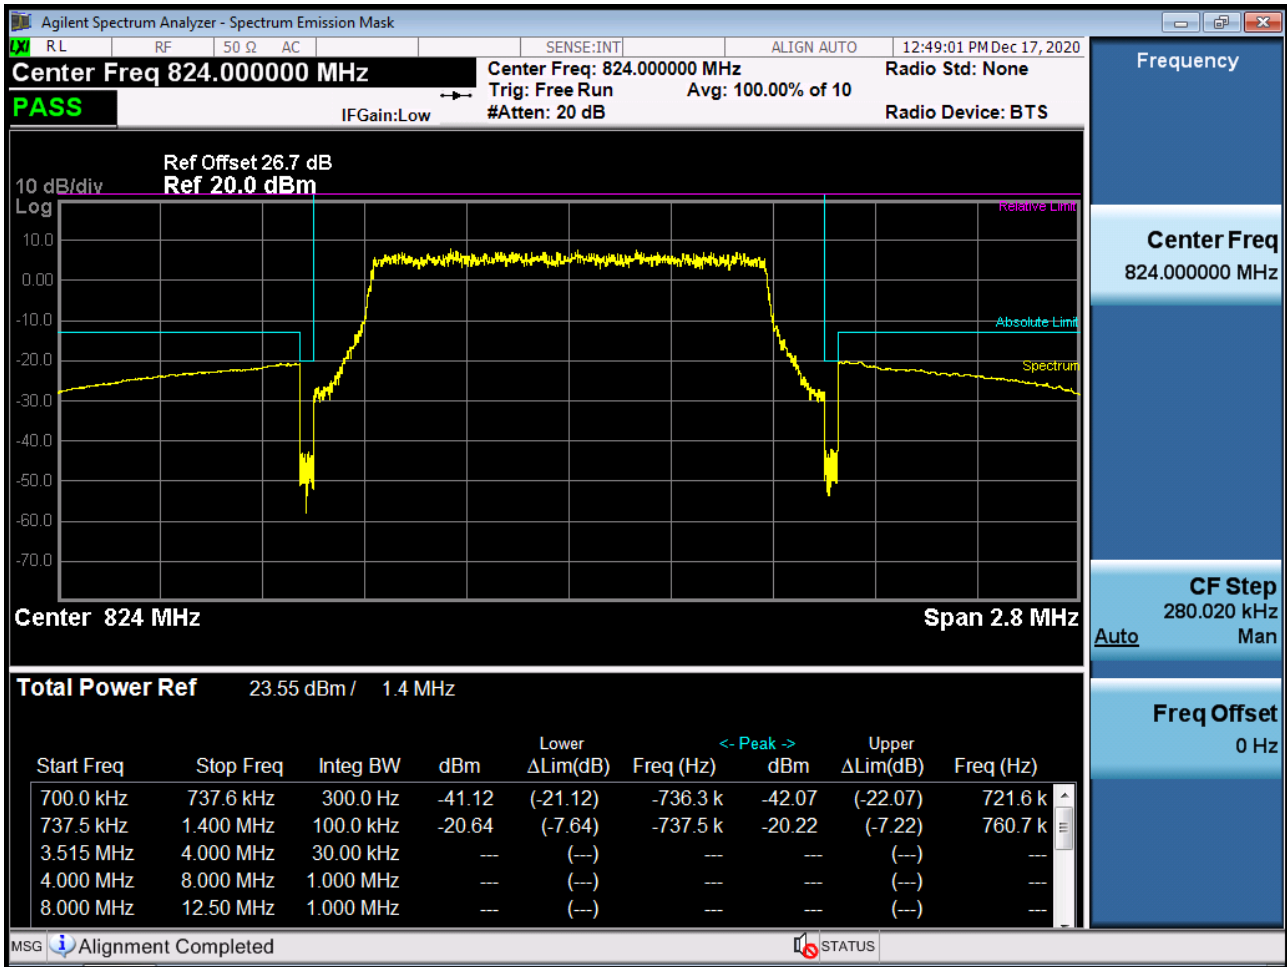 Agilent Spectrum Analyzer - Spectrum Emission Mask
LXI RL RF 50 Ω AC SENSE:INT ALIGN AUTO 12:49:01 PM Dec 17, 2020
Center Freq 824.000000 MHz Center Freq: 824.000000 MHz Radio Std: None
Trig: Free Run Avg: 100.00% of 10
PASS IFGain:Low #Atten: 20 dB Radio Device: BTS
Ref Offset 26.7 dB
10 dB/div Ref 20.0 dBm
Log
Relative Limit
10.0
0.00
-10.0
Absolute Limit
-20.0
Spectrum
-30.0
-40.0
-50.0
-60.0
-70.0
Center 824 MHz Span 2.8 MHz
Total Power Ref 23.55 dBm / 1.4 MHz
Lower <- Peak -> Upper
Start Freq Stop Freq Integ BW dBm ΔLim(dB) Freq (Hz) dBm ΔLim(dB) Freq (Hz)
700.0 kHz 737.6 kHz 300.0 Hz -41.12 (-21.12) -736.3 k -42.07 (-22.07) 721.6 k
737.5 kHz 1.400 MHz 100.0 kHz -20.64 (-7.64) -737.5 k -20.22 (-7.22) 760.7 k
3.515 MHz 4.000 MHz 30.00 kHz --- (---) --- --- (---) ---
4.000 MHz 8.000 MHz 1.000 MHz --- (---) --- --- (---) ---
8.000 MHz 12.50 MHz 1.000 MHz --- (---) --- --- (---) ---
MSG Alignment Completed STATUS
Frequency
Center Freq
824.000000 MHz
CF Step
280.020 kHz
Auto Man
Freq Offset
0 Hz